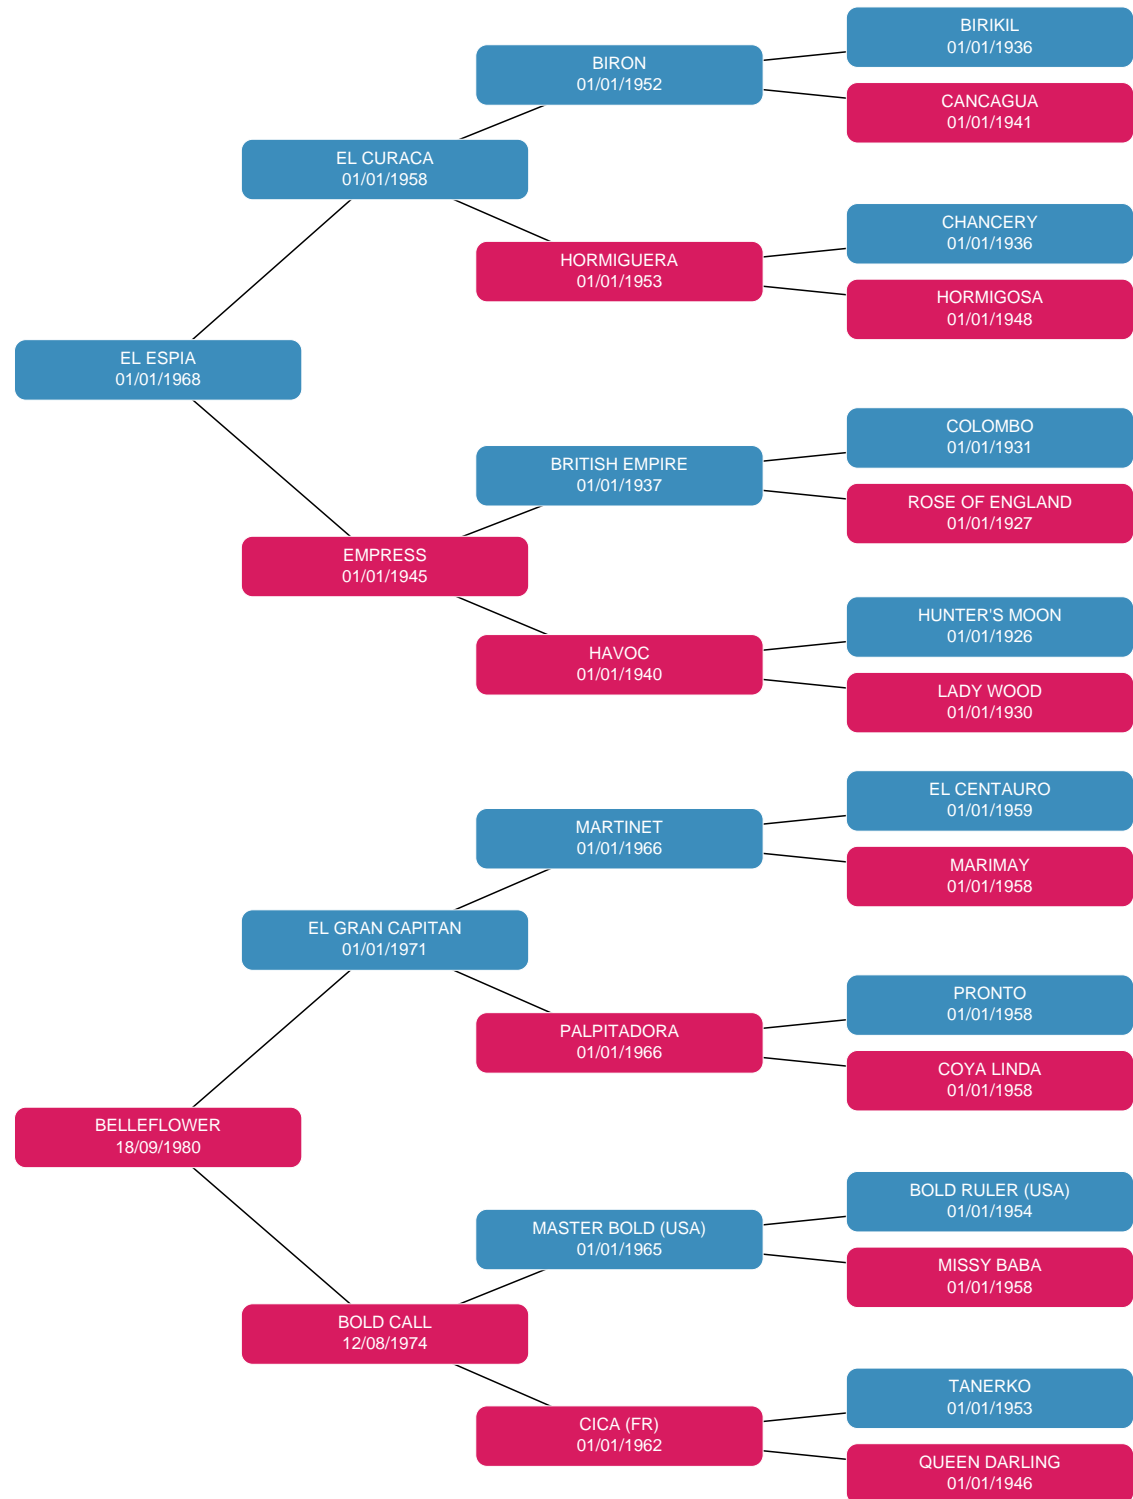 BIRIKIL
01/01/1936
BIRON
01/01/1952
CANCAGUA
01/01/1941
EL CURACA
01/01/1958
CHANCERY
01/01/1936
HORMIGUERA
01/01/1953
HORMIGOSA
01/01/1948
EL ESPIA
01/01/1968
COLOMBO
01/01/1931
BRITISH EMPIRE
01/01/1937
ROSE OF ENGLAND
01/01/1927
EMPRESS
01/01/1945
HUNTER'S MOON
01/01/1926
HAVOC
01/01/1940
LADY WOOD
01/01/1930
EL CENTAURO
01/01/1959
MARTINET
01/01/1966
MARIMAY
01/01/1958
EL GRAN CAPITAN
01/01/1971
PRONTO
01/01/1958
PALPITADORA
01/01/1966
COYA LINDA
01/01/1958
BELLEFLOWER
18/09/1980
BOLD RULER (USA)
01/01/1954
MASTER BOLD (USA)
01/01/1965
MISSY BABA
01/01/1958
BOLD CALL
12/08/1974
TANERKO
01/01/1953
CICA (FR)
01/01/1962
QUEEN DARLING
01/01/1946